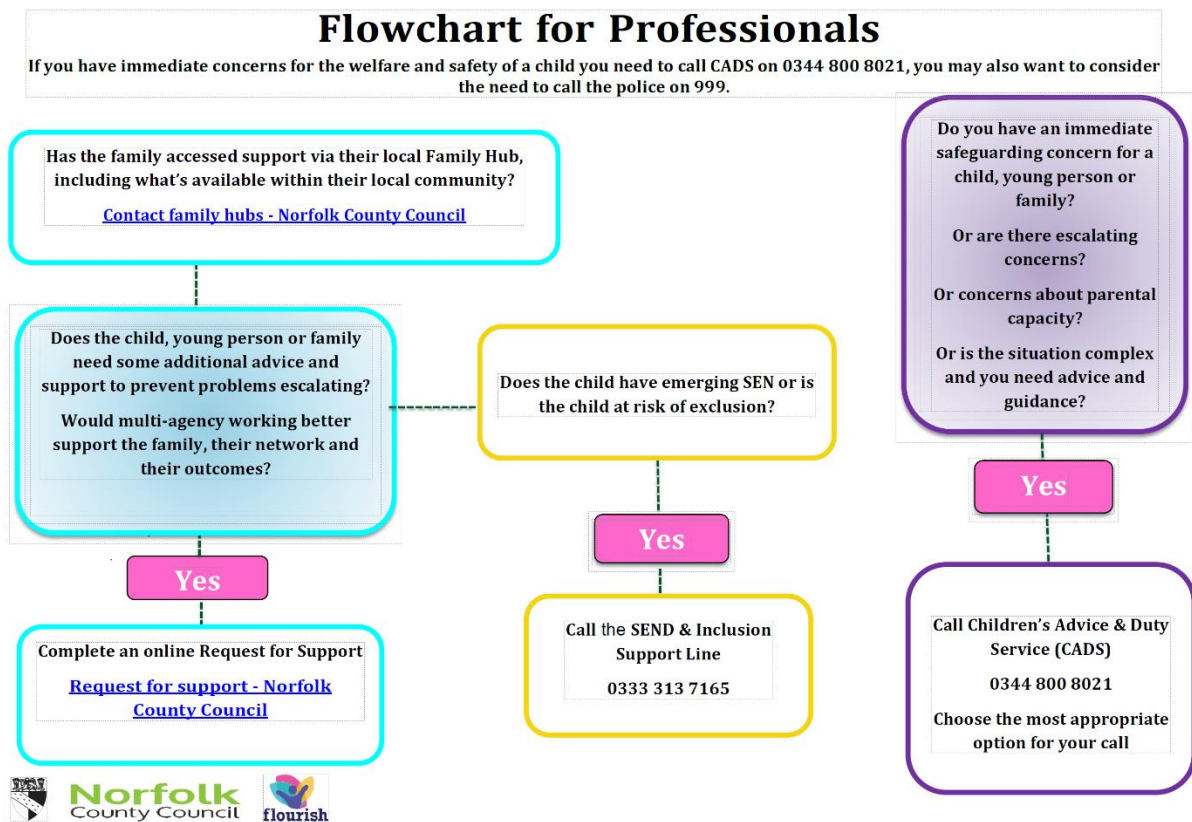 Flowchart for Professionals
If you have immediate concerns for the welfare and safety of a child you need to call CADS on 0344 800 8021, you may also want to consider
the need to call the police on 999.
Has the family accessed support via their local Family Hub,
including what's available within their local community?
Contact family hubs - Norfolk County Council
Does the child, young person or family
need some additional advice and
support to prevent problems escalating?
Would multi-agency working better
support the family, their network and
their outcomes?
Yes
Complete an online Request for Support
Request for support - Norfolk
County Council
Does the child have emerging SEN or is
the child at risk of exclusion?
Yes
Call the SEND & Inclusion
Support Line
0333 313 7165
Do you have an immediate
safeguarding concern for a
child, young person or
family?
Or are there escalating
concerns?
Or concerns about parental
capacity?
Or is the situation complex
and you need advice and
guidance?
Yes
Call Children's Advice & Duty
Service (CADS)
0344 800 8021
Choose the most appropriate
option for your call
Norfolk
County Council
flourish